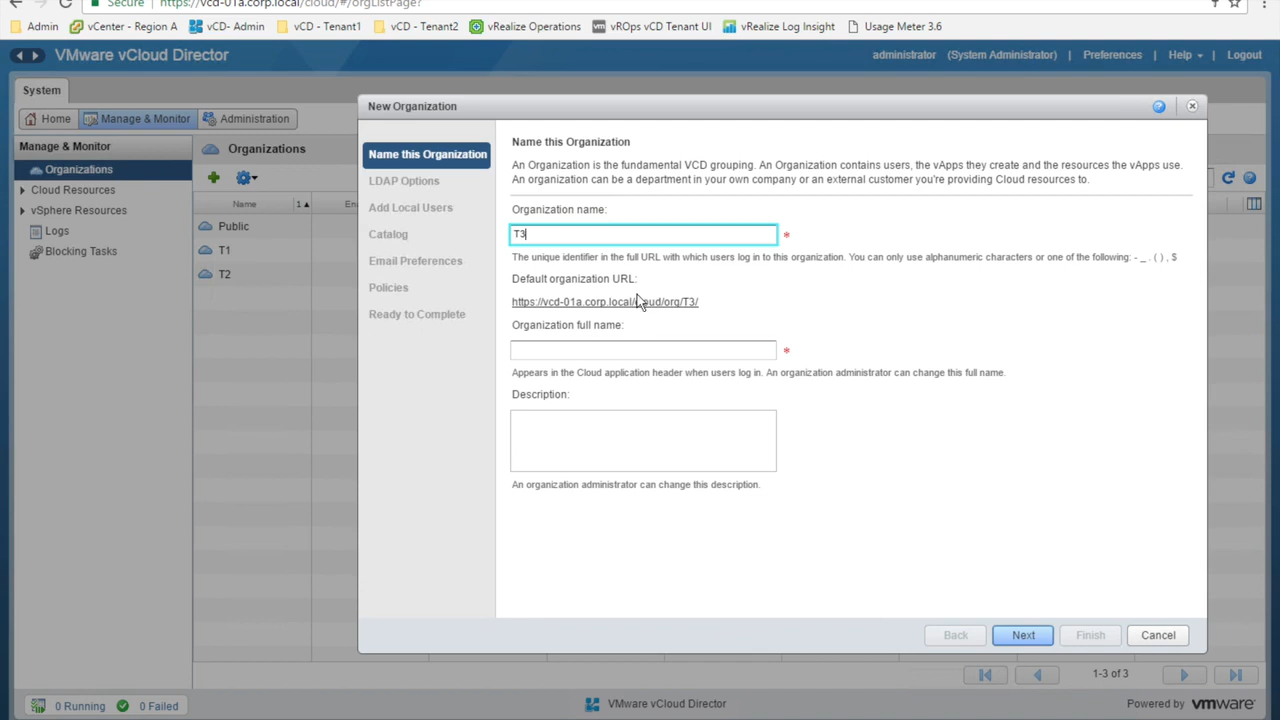 Secure https://vcd-01a.corp.local/cloud/#/orgListPage?
Admin vCenter - Region A vCD- Admin vCD - Tenant1 vCD - Tenant2 vRealize Operations vROps vCD Tenant UI vRealize Log Insight Usage Meter 3.6
VMware vCloud Director administrator (System Administrator) | Preferences | Help | Logout
System
Home Manage & Monitor Administration
Manage & Monitor
Organizations
Cloud Resources
vSphere Resources
Logs
Blocking Tasks
Organizations
Name 1 En
Public
T1
T2
New Organization
Name this Organization
LDAP Options
Add Local Users
Catalog
Email Preferences
Policies
Ready to Complete
Name this Organization
An Organization is the fundamental VCD grouping. An Organization contains users, the vApps they create and the resources the vApps use.
An organization can be a department in your own company or an external customer you're providing Cloud resources to.
Organization name:
T3 *
The unique identifier in the full URL with which users log in to this organization. You can only use alphanumeric characters or one of the following: - _ . ( ) , $
Default organization URL:
https://vcd-01a.corp.local/cloud/org/T3/
Organization full name:
*
Appears in the Cloud application header when users log in. An organization administrator can change this full name.
Description:
An organization administrator can change this description.
Back Next Finish Cancel
1-3 of 3
0 Running 0 Failed VMware vCloud Director Powered by vmware